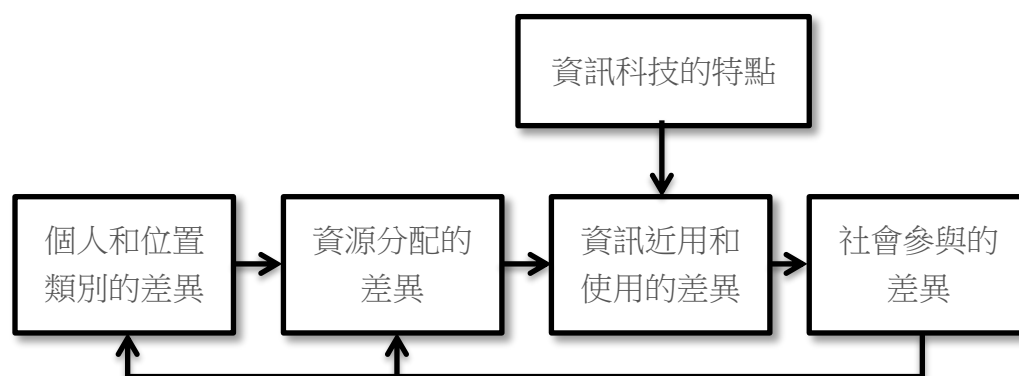 資訊科技的特點
個人和位置
類別的差異
資源分配的
差異
資訊近用和
使用的差異
社會參與的
差異